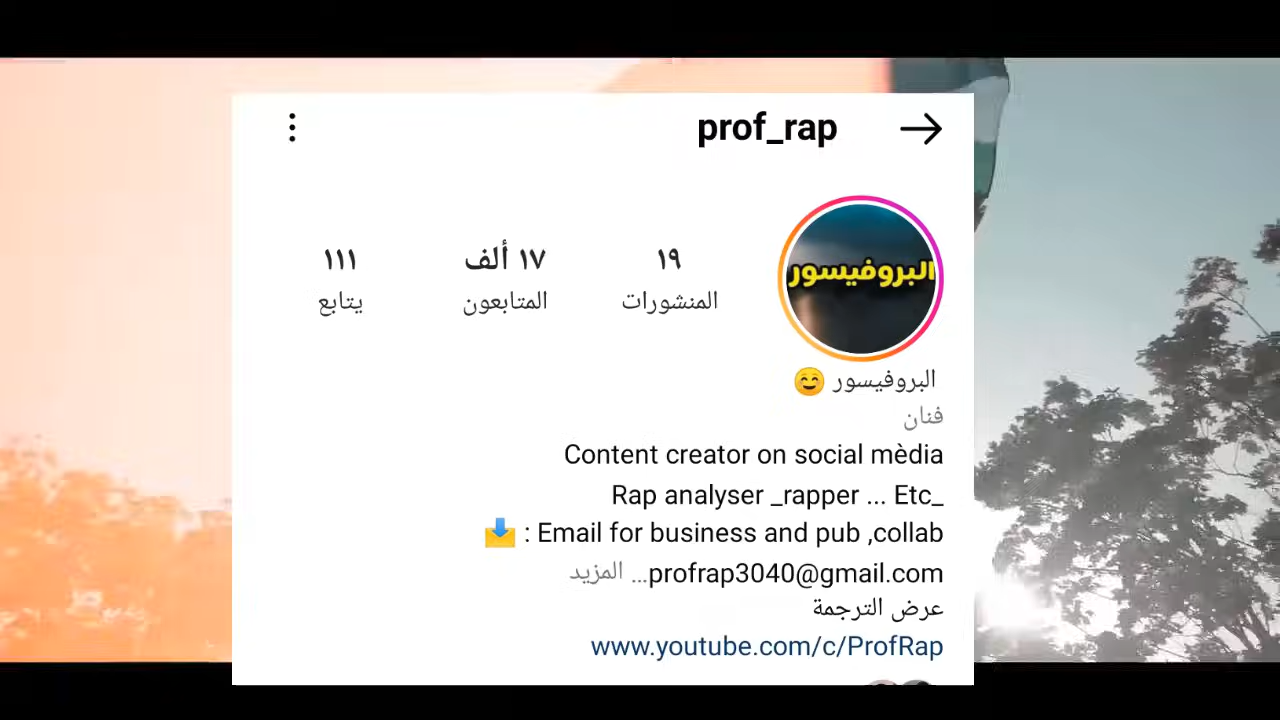 prof_rap
البروفيسور
١٩ ١٧ ألف ١١١
المنشورات المتابعون يتابع
البروفيسور 😊
فنان
Content creator on social mèdia
Rap analyser _rapper ... Etc_
📩 : Email for business and pub ,collab
profrap3040@gmail.com... المزيد
عرض الترجمة
www.youtube.com/c/ProfRap